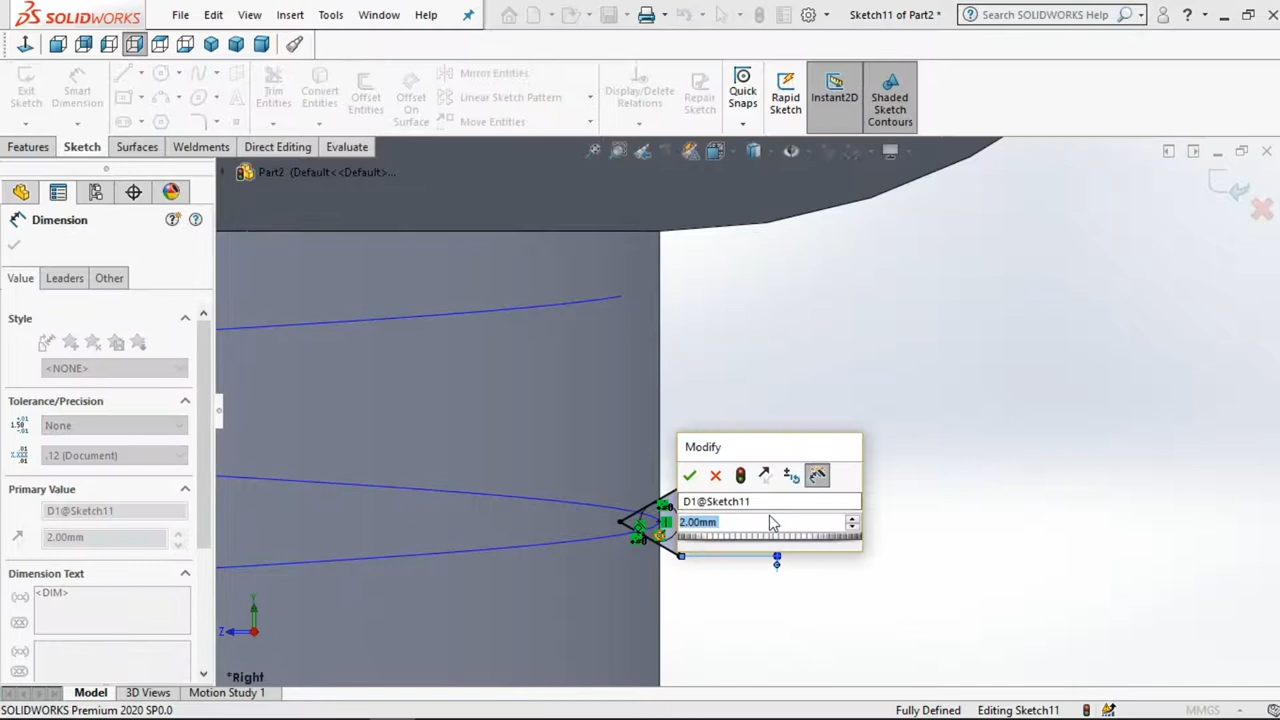 SOLIDWORKS File Edit View Insert Tools Window Help Sketch11 of Part2 * Search SOLIDWORKS Help
Exit Sketch
Smart Dimension
Trim Entities
Convert Entities
Offset Entities
Offset On Surface
Mirror Entities
Linear Sketch Pattern
Move Entities
Display/Delete Relations
Repair Sketch
Quick Snaps
Rapid Sketch
Instant2D
Shaded Sketch Contours
Features Sketch Surfaces Weldments Direct Editing Evaluate
Part2 (Default<<Default>...
Dimension
Value Leaders Other
Style
<NONE>
Tolerance/Precision
None
.12 (Document)
Primary Value
D1@Sketch11
2.00mm
Dimension Text
<DIM>
Modify
D1@Sketch11
2.00mm
Y
Z
*Right
Model 3D Views Motion Study 1
SOLIDWORKS Premium 2020 SP0.0 Fully Defined Editing Sketch11 MMGS